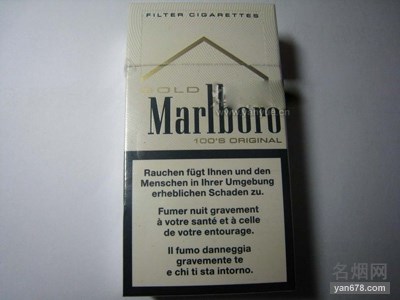 FILTER CIGARETTES
GOLD
Marlboro
100's ORIGINAL
Rauchen fügt Ihnen und den
Menschen in Ihrer Umgebung
erheblichen Schaden zu.
Fumer nuit gravement
à votre santé et à celle
de votre entourage.
Il fumo danneggia
gravemente te
e chi ti sta intorno.
名烟网
yan678.com